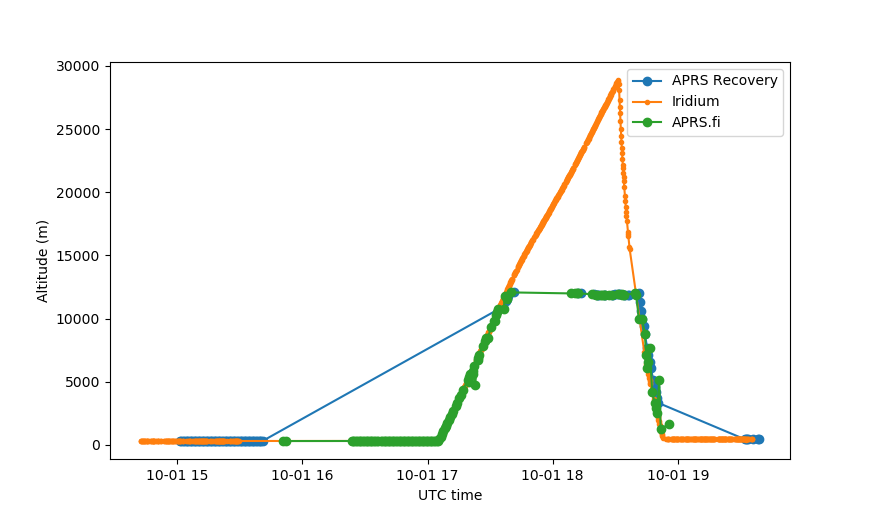 30000
25000
20000
15000
10000
5000
0
Altitude (m)
APRS Recovery
Iridium
APRS.fi
10-01 15
10-01 16
10-01 17
10-01 18
10-01 19
UTC time